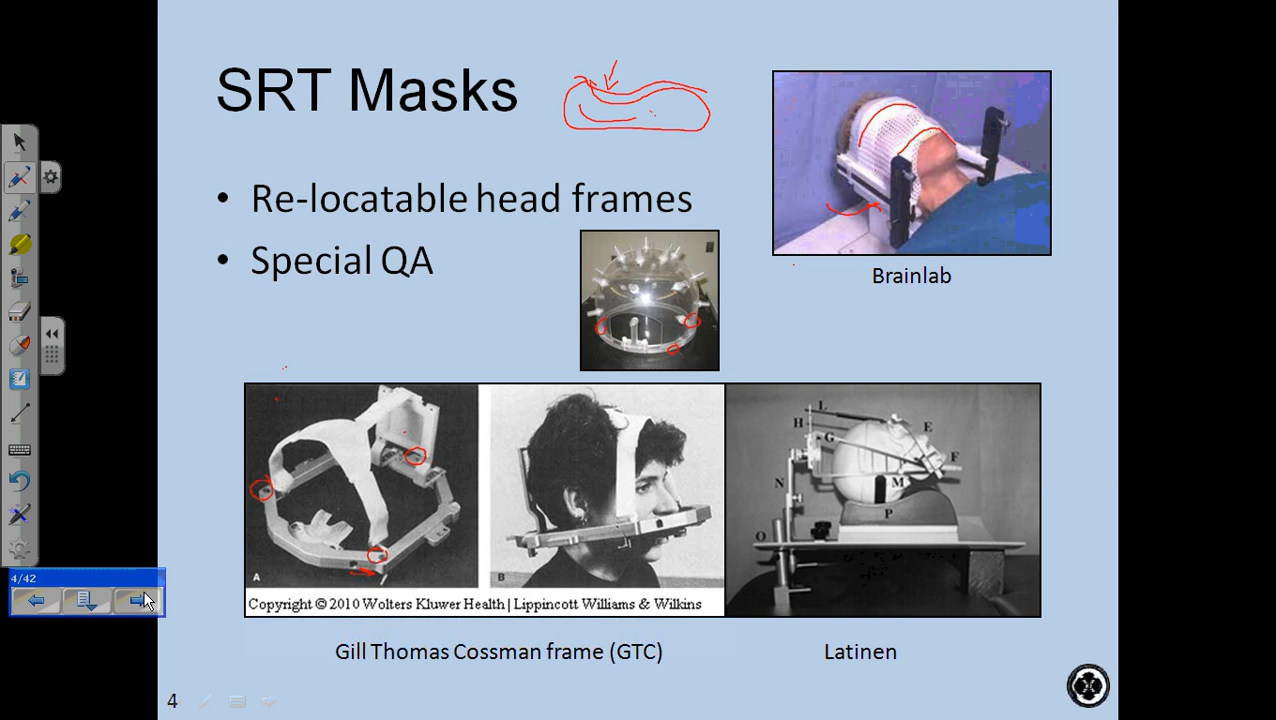 SRT Masks
• Re-locatable head frames
• Special QA
Brainlab
A
B
Copyright © 2010 Wolters Kluwer Health | Lippincott Williams & Wilkins
L
H
G
E
F
N
M
P
O
Gill Thomas Cossman frame (GTC)
Latinen
4/42
4